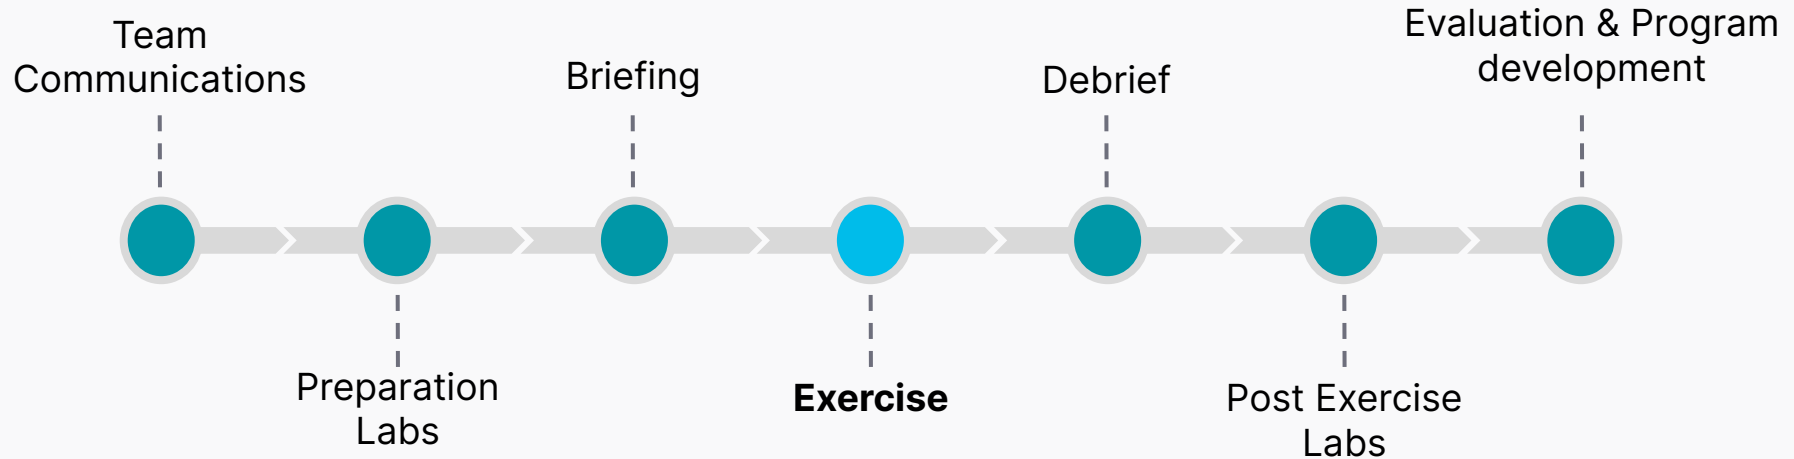 Team
Communications
Preparation
Labs
Briefing
Exercise
Debrief
Post Exercise
Labs
Evaluation & Program
development